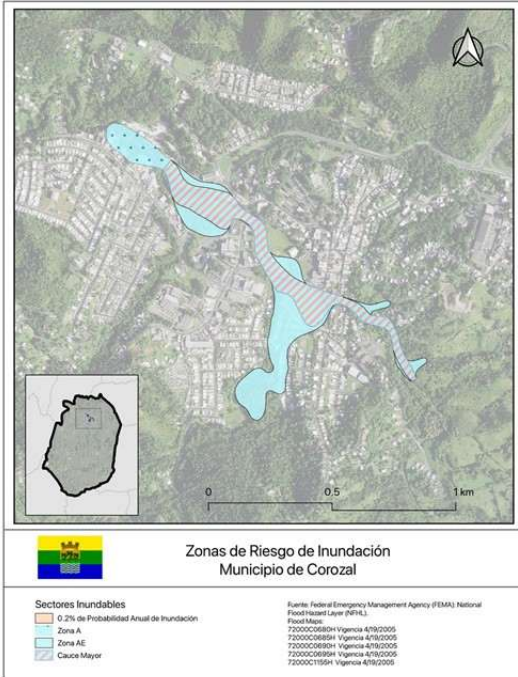 0
0.5
1 km
Zonas de Riesgo de Inundación
Municipio de Corozal
Sectores Inundables
0.2% de Probabilidad Anual de Inundación
Zona A
Zona AE
Cauce Mayor
Fuente: Federal Emergency Management Agency (FEMA). National
Flood Hazard Layer (NFHL).
Flood Maps:
72000C0680H Vigencia 4/19/2005
72000C0685H Vigencia 4/19/2005
72000C0690H Vigencia 4/19/2005
72000C0695H Vigencia 4/19/2005
72000C1155H Vigencia 4/19/2005